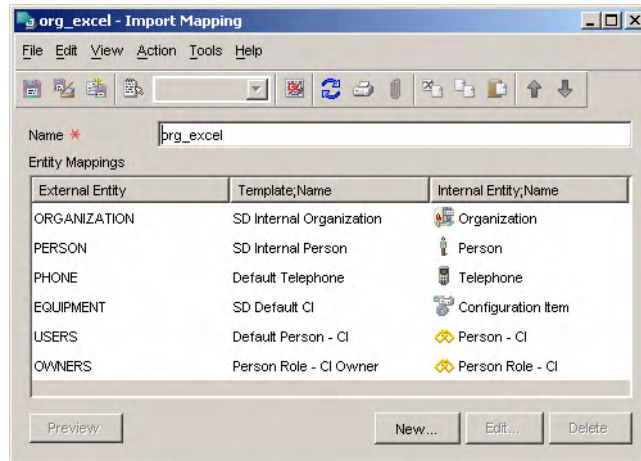 org_excel - Import Mapping
File Edit View Action Tools Help
Name * org_excel
Entity Mappings
External Entity Template;Name Internal Entity;Name
ORGANIZATION SD Internal Organization Organization
PERSON SD Internal Person Person
PHONE Default Telephone Telephone
EQUIPMENT SD Default CI Configuration Item
USERS Default Person - CI Person - CI
OWNERS Person Role - CI Owner Person Role - CI
Preview New... Edit... Delete